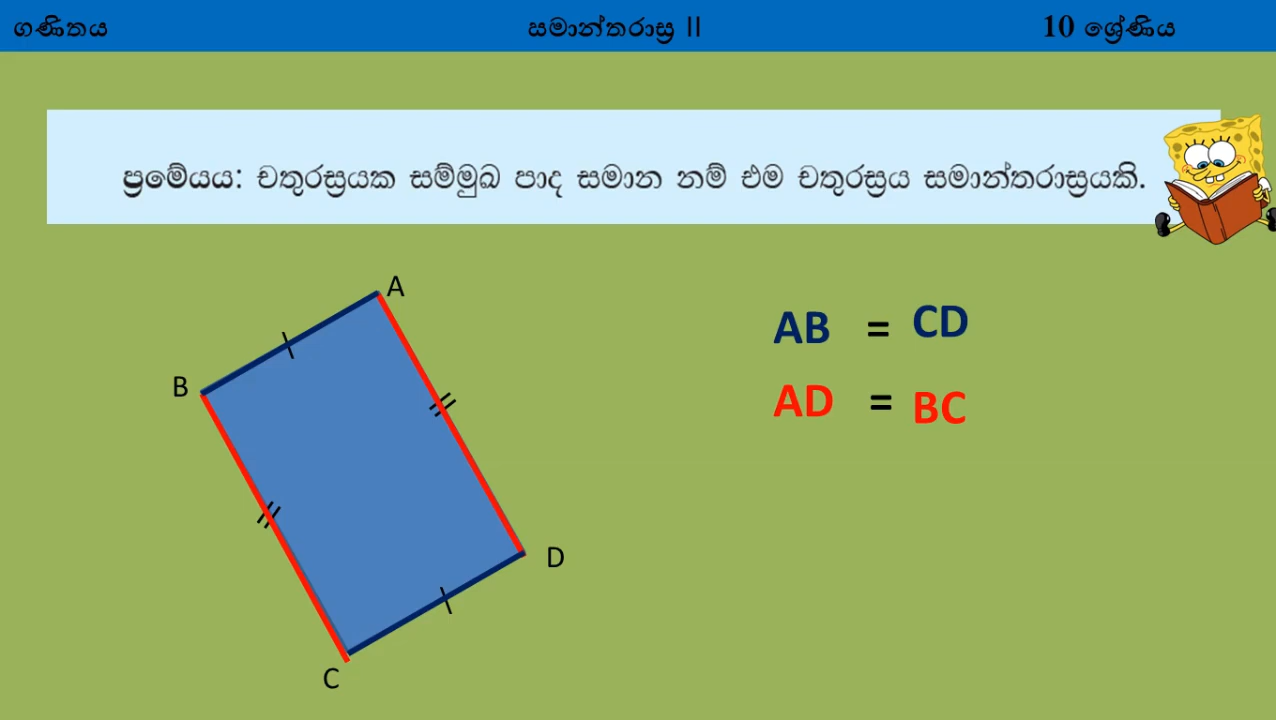 ගණිතය සමාන්තරාස්‍ර II 10 ශ්‍රේණිය
ප්‍රමේයය: චතුරස්‍රයක සම්මුඛ පාද සමාන නම් එම චතුරස්‍රය සමාන්තරාස්‍රයකි.
A
AB = CD
B
AD = BC
D
C